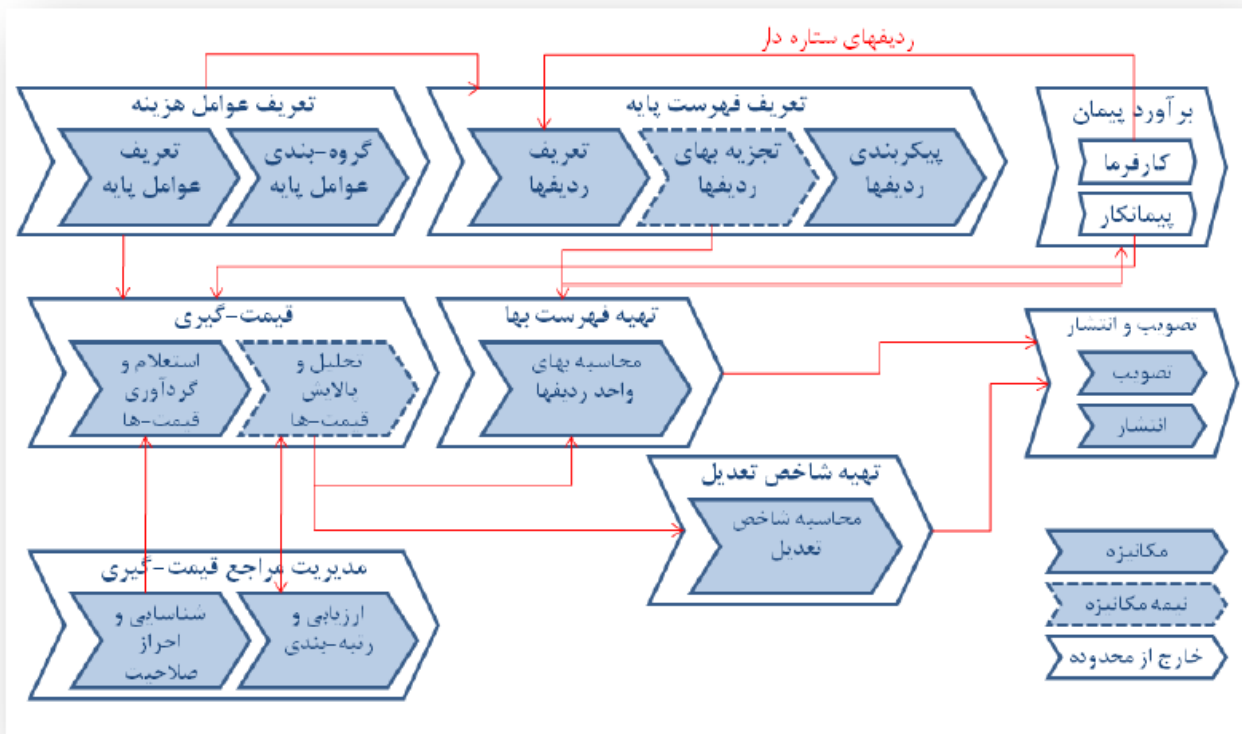 ردیفهای ستاره دار
تعریف عوامل هزینه
تعریف
عوامل پایه
گروه-بندی
عوامل پایه
تعریف فهرست پایه
تعریف
ردیفها
تجزیه بهای
ردیفها
پیکربندی
ردیفها
برآورد پیمان
کارفرما
پیمانکار
قیمت-گیری
استعلام و
گردآوری
قیمت-ها
تحلیل و
پالایش
قیمت-ها
تهیه فهرست بها
محاسبه بهای
واحد ردیفها
تصویب و انتشار
تصویب
انتشار
تهیه شاخص تعدیل
محاسبه شاخص
تعدیل
مدیریت مراجع قیمت-گیری
شناسایی و
احراز
صلاحیت
ارزیابی و
رتبه-بندی
مکانیزه
نیمه مکانیزه
خارج از محدوده